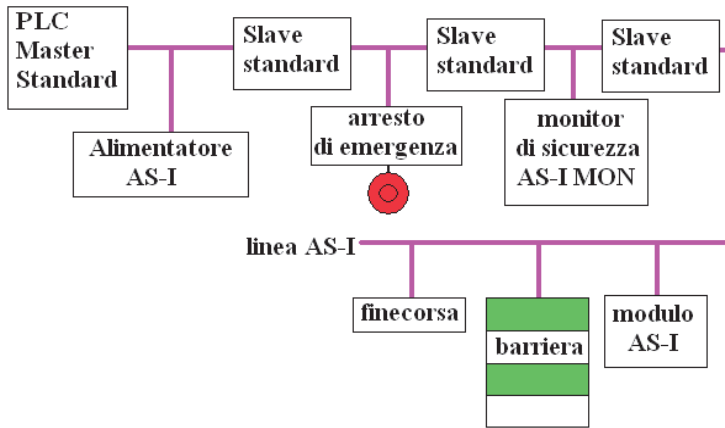 PLC
Master
Standard
Slave
standard
Slave
standard
Slave
standard
Alimentatore
AS-I
arresto
di emergenza
monitor
di sicurezza
AS-I MON
linea AS-I
finecorsa
barriera
modulo
AS-I